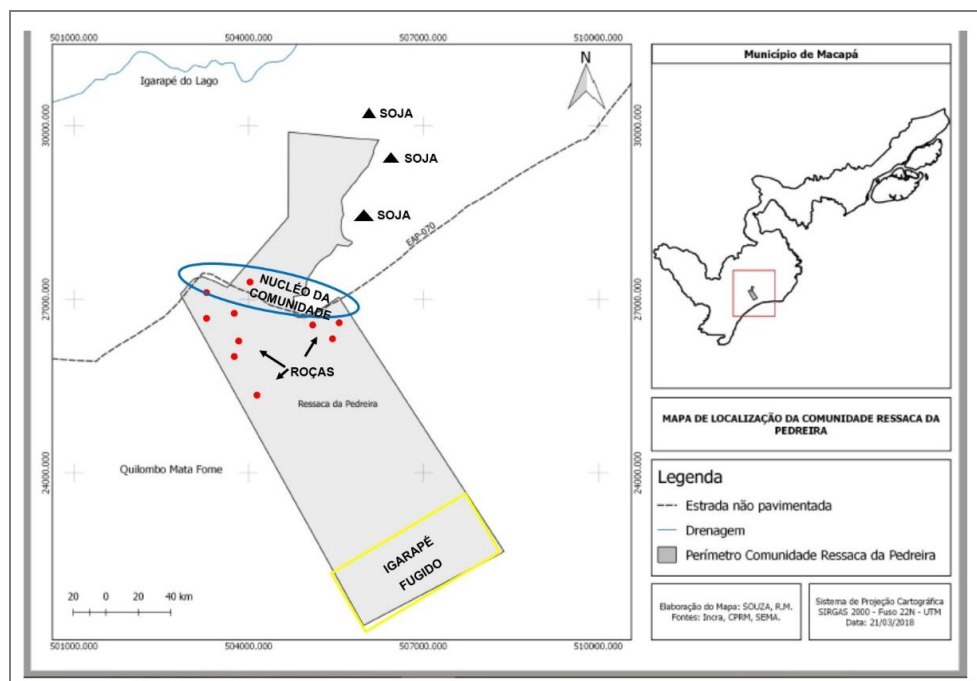 501000.000 504000.000 507000.000 510000.000
Igarapé do Lago
N
SOJA
SOJA
SOJA
EAP-070
30000.000
30000.000
NUCLÉO DA
COMUNIDADE
27000.000
27000.000
ROÇAS
Ressaca da Pedreira
Quilombo Mata Fome
24000.000
24000.000
IGARAPÉ
FUGIDO
20 0 20 40 km
501000.000 504000.000 507000.000 510000.000
Município de Macapá
MAPA DE LOCALIZAÇÃO DA COMUNIDADE RESSACA DA
PEDREIRA
Legenda
Estrada não pavimentada
Drenagem
Perímetro Comunidade Ressaca da Pedreira
Elaboração do Mapa: SOUZA, R.M.
Fontes: Incra, CPRM, SEMA.
Sistema de Projeção Cartográfica
SIRGAS 2000 - Fuso 22N - UTM
Data: 21/03/2018